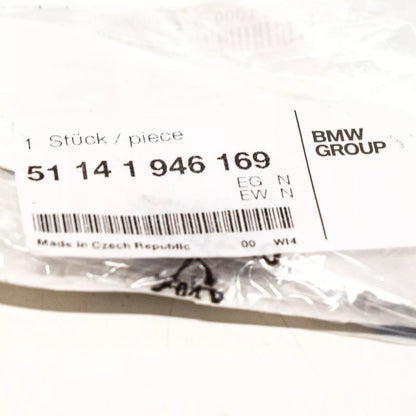 1 Stück / piece
BMW
GROUP
51 14 1 946 169
EG N
EW N
Made in Czech Republic 00 WI4